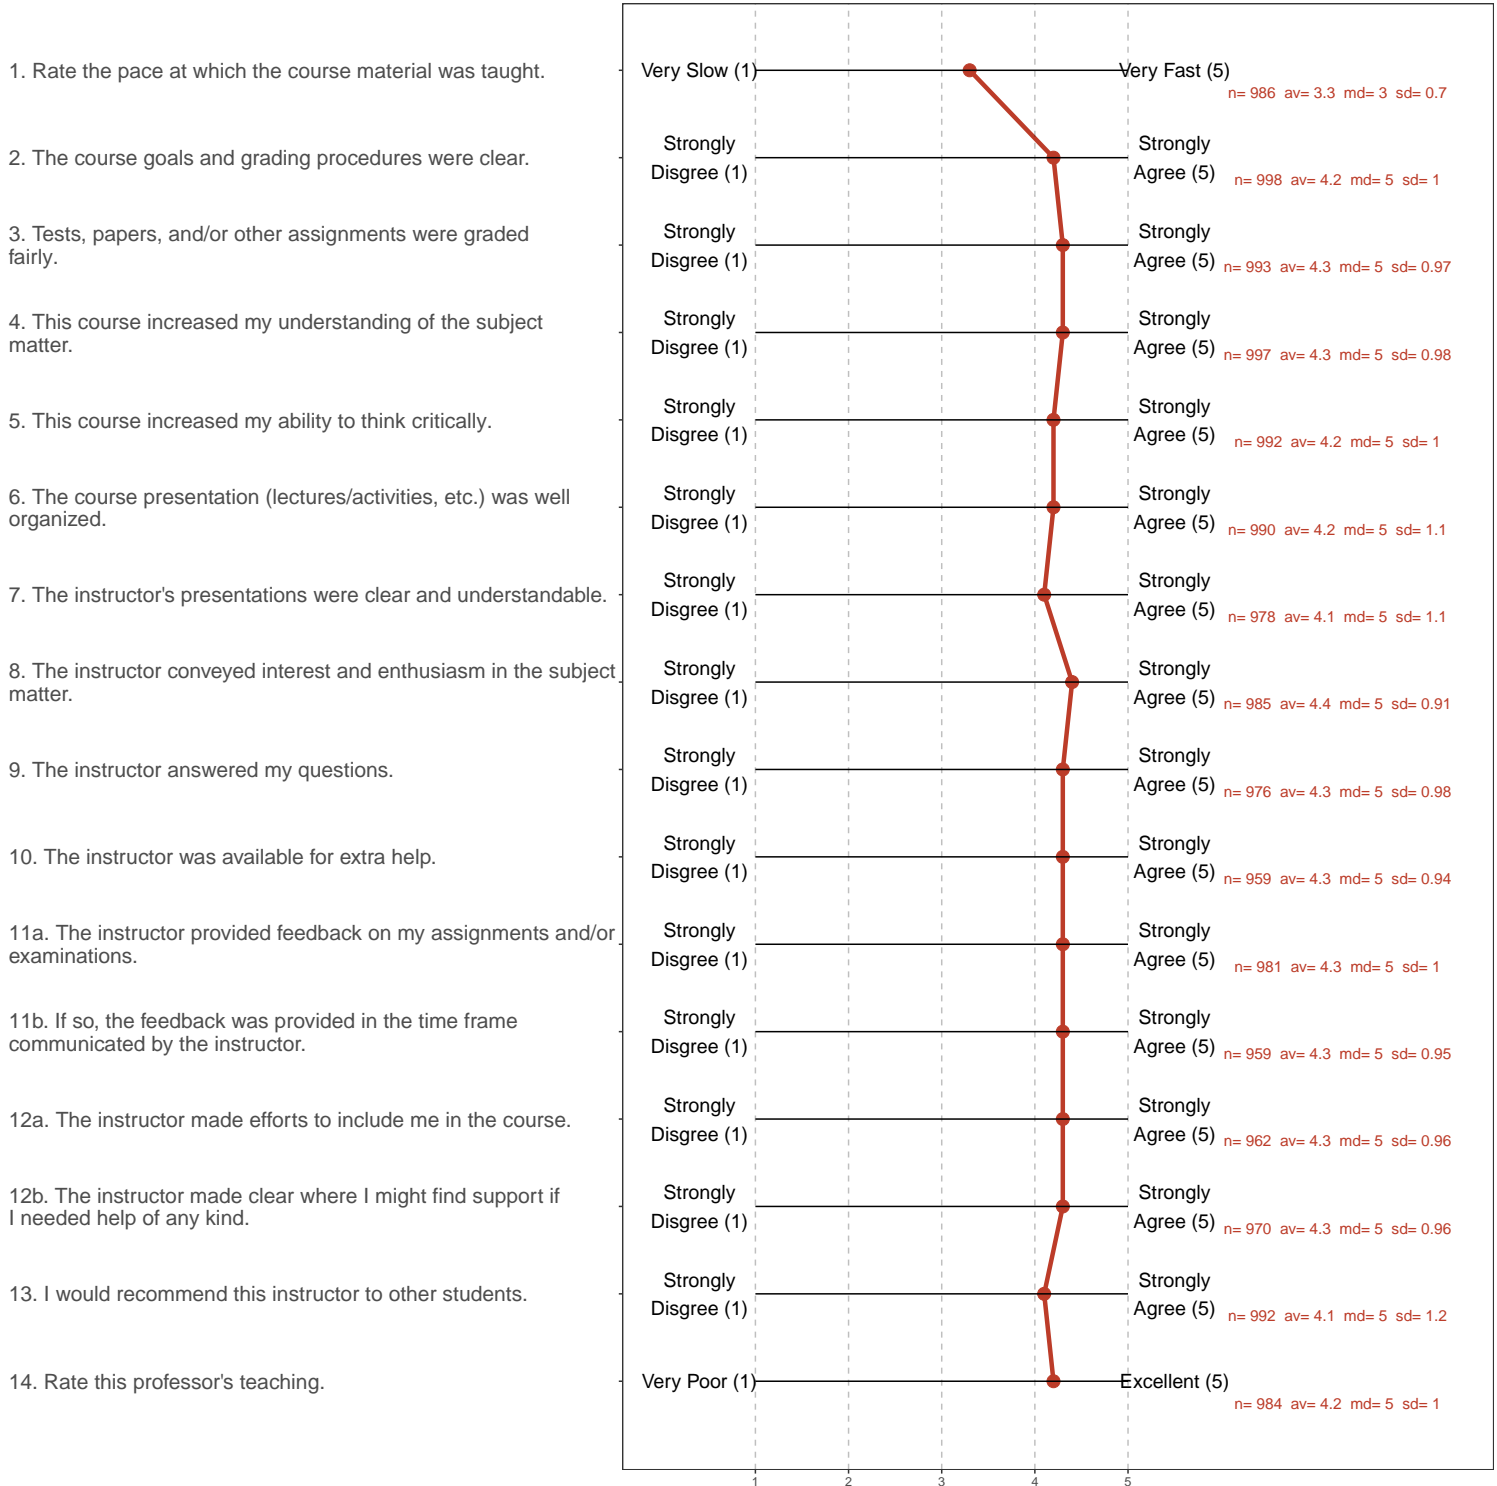 1. Rate the pace at which the course material was taught.
Very Slow (1)
Very Fast (5)
n= 986 av= 3.3 md= 3 sd= 0.7
2. The course goals and grading procedures were clear.
Strongly
Disgree (1)
Strongly
Agree (5)
n= 998 av= 4.2 md= 5 sd= 1
3. Tests, papers, and/or other assignments were graded
fairly.
Strongly
Disgree (1)
Strongly
Agree (5)
n= 993 av= 4.3 md= 5 sd= 0.97
4. This course increased my understanding of the subject
matter.
Strongly
Disgree (1)
Strongly
Agree (5)
n= 997 av= 4.3 md= 5 sd= 0.98
5. This course increased my ability to think critically.
Strongly
Disgree (1)
Strongly
Agree (5)
n= 992 av= 4.2 md= 5 sd= 1
6. The course presentation (lectures/activities, etc.) was well
organized.
Strongly
Disgree (1)
Strongly
Agree (5)
n= 990 av= 4.2 md= 5 sd= 1.1
7. The instructor's presentations were clear and understandable.
Strongly
Disgree (1)
Strongly
Agree (5)
n= 978 av= 4.1 md= 5 sd= 1.1
8. The instructor conveyed interest and enthusiasm in the subject
matter.
Strongly
Disgree (1)
Strongly
Agree (5)
n= 985 av= 4.4 md= 5 sd= 0.91
9. The instructor answered my questions.
Strongly
Disgree (1)
Strongly
Agree (5)
n= 976 av= 4.3 md= 5 sd= 0.98
10. The instructor was available for extra help.
Strongly
Disgree (1)
Strongly
Agree (5)
n= 959 av= 4.3 md= 5 sd= 0.94
11a. The instructor provided feedback on my assignments and/or
examinations.
Strongly
Disgree (1)
Strongly
Agree (5)
n= 981 av= 4.3 md= 5 sd= 1
11b. If so, the feedback was provided in the time frame
communicated by the instructor.
Strongly
Disgree (1)
Strongly
Agree (5)
n= 959 av= 4.3 md= 5 sd= 0.95
12a. The instructor made efforts to include me in the course.
Strongly
Disgree (1)
Strongly
Agree (5)
n= 962 av= 4.3 md= 5 sd= 0.96
12b. The instructor made clear where I might find support if
I needed help of any kind.
Strongly
Disgree (1)
Strongly
Agree (5)
n= 970 av= 4.3 md= 5 sd= 0.96
13. I would recommend this instructor to other students.
Strongly
Disgree (1)
Strongly
Agree (5)
n= 992 av= 4.1 md= 5 sd= 1.2
14. Rate this professor's teaching.
Very Poor (1)
Excellent (5)
n= 984 av= 4.2 md= 5 sd= 1
1 2 3 4 5